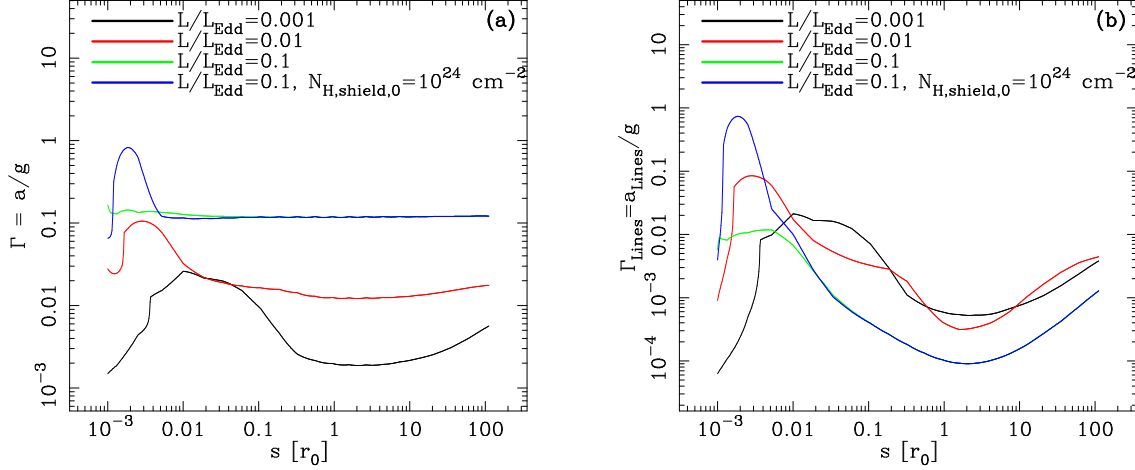 (a)
L/L_Edd=0.001
L/L_Edd=0.01
L/L_Edd=0.1
L/L_Edd=0.1, N_H,shield,0=10^24 cm^-2
10
1
0.1
0.01
10^-3
Γ = a/g
10^-3 0.01 0.1 1 10 100
s [r_0]
(b)
L/L_Edd=0.001
L/L_Edd=0.01
L/L_Edd=0.1
L/L_Edd=0.1, N_H,shield,0=10^24 cm^-2
10
1
0.1
0.01
10^-3
10^-4
Γ_Lines=a_Lines/g
10^-3 0.01 0.1 1 10 100
s [r_0]